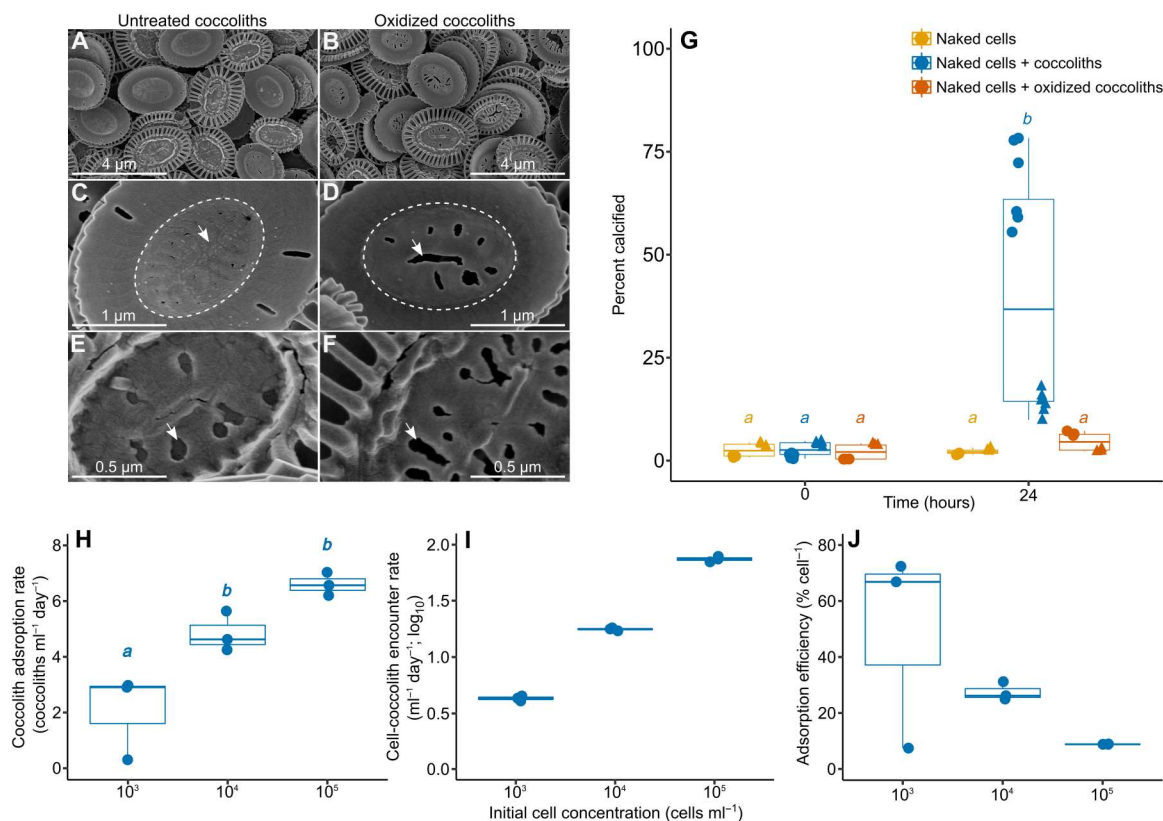 Untreated coccoliths
Oxidized coccoliths
A
4 µm
B
4 µm
C
1 µm
D
1 µm
E
0.5 µm
F
0.5 µm
G
Naked cells
Naked cells + coccoliths
Naked cells + oxidized coccoliths
Percent calcified
100
75
50
25
0
a
a
a
a
b
a
0
24
Time (hours)
H
Coccolith adsroption rate
(coccoliths ml⁻¹ day⁻¹)
8
6
4
2
0
a
b
b
10³
10⁴
10⁵
I
Cell-coccolith encounter rate
(ml⁻¹ day⁻¹; log₁₀)
2.0
1.5
1.0
0.5
0.0
10³
10⁴
10⁵
Initial cell concentration (cells ml⁻¹)
J
Adsorption efficiency (% cell⁻¹)
80
60
40
20
0
10³
10⁴
10⁵